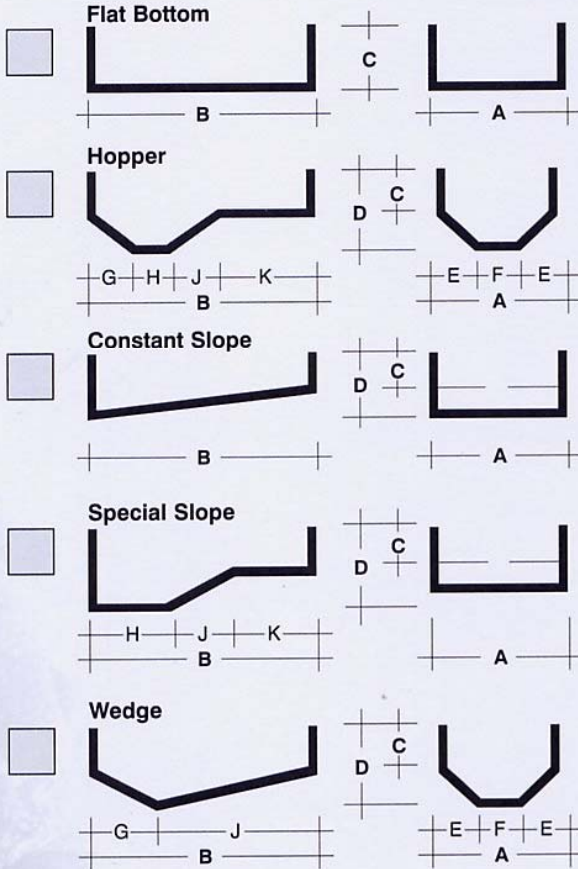 Flat Bottom
C
B
A
Hopper
D
C
G H J K
E F E
B
A
Constant Slope
D
C
B
A
Special Slope
D
C
H J K
B
A
Wedge
D
C
G J
E F E
B
A